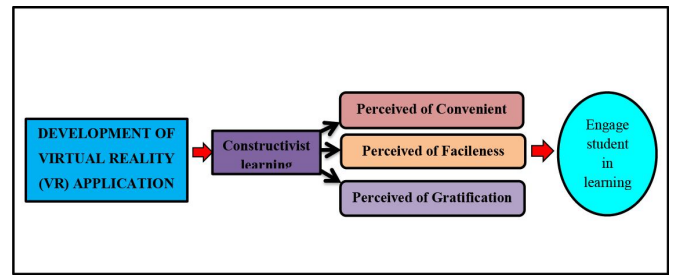 DEVELOPMENT OF
VIRTUAL REALITY
(VR) APPLICATION
Constructivist
learning
Perceived of Convenient
Perceived of Facileness
Perceived of Gratification
Engage
student
in
learning